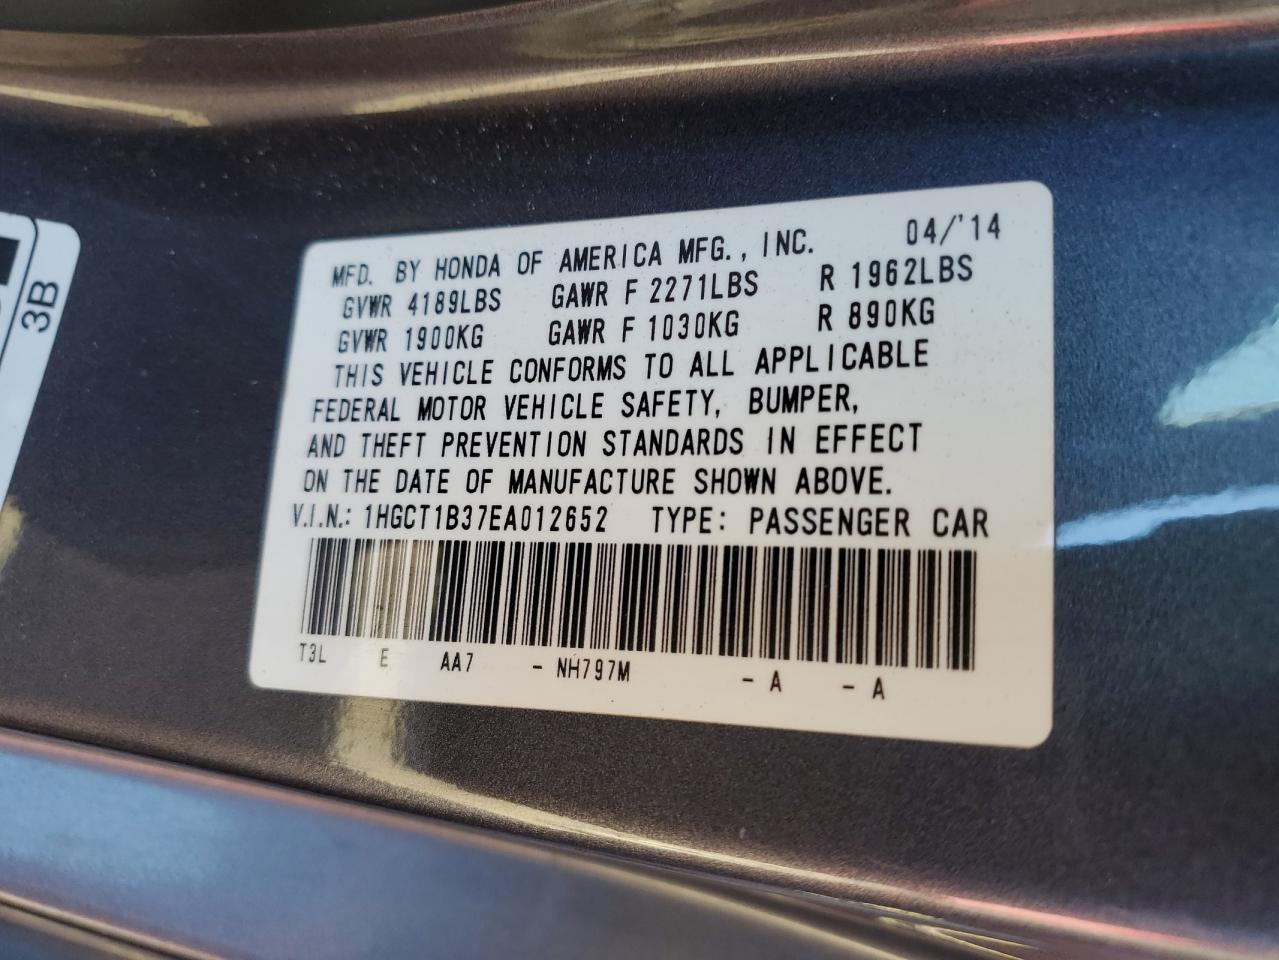 3B
MFD. BY HONDA OF AMERICA MFG., INC. 04/'14
GVWR 4189LBS GAWR F 2271LBS R 1962LBS
GVWR 1900KG GAWR F 1030KG R 890KG
THIS VEHICLE CONFORMS TO ALL APPLICABLE
FEDERAL MOTOR VEHICLE SAFETY, BUMPER,
AND THEFT PREVENTION STANDARDS IN EFFECT
ON THE DATE OF MANUFACTURE SHOWN ABOVE.
V.I.N.: 1HGCT1B37EA012652 TYPE: PASSENGER CAR
T3L E AA7 - NH797M - A - A